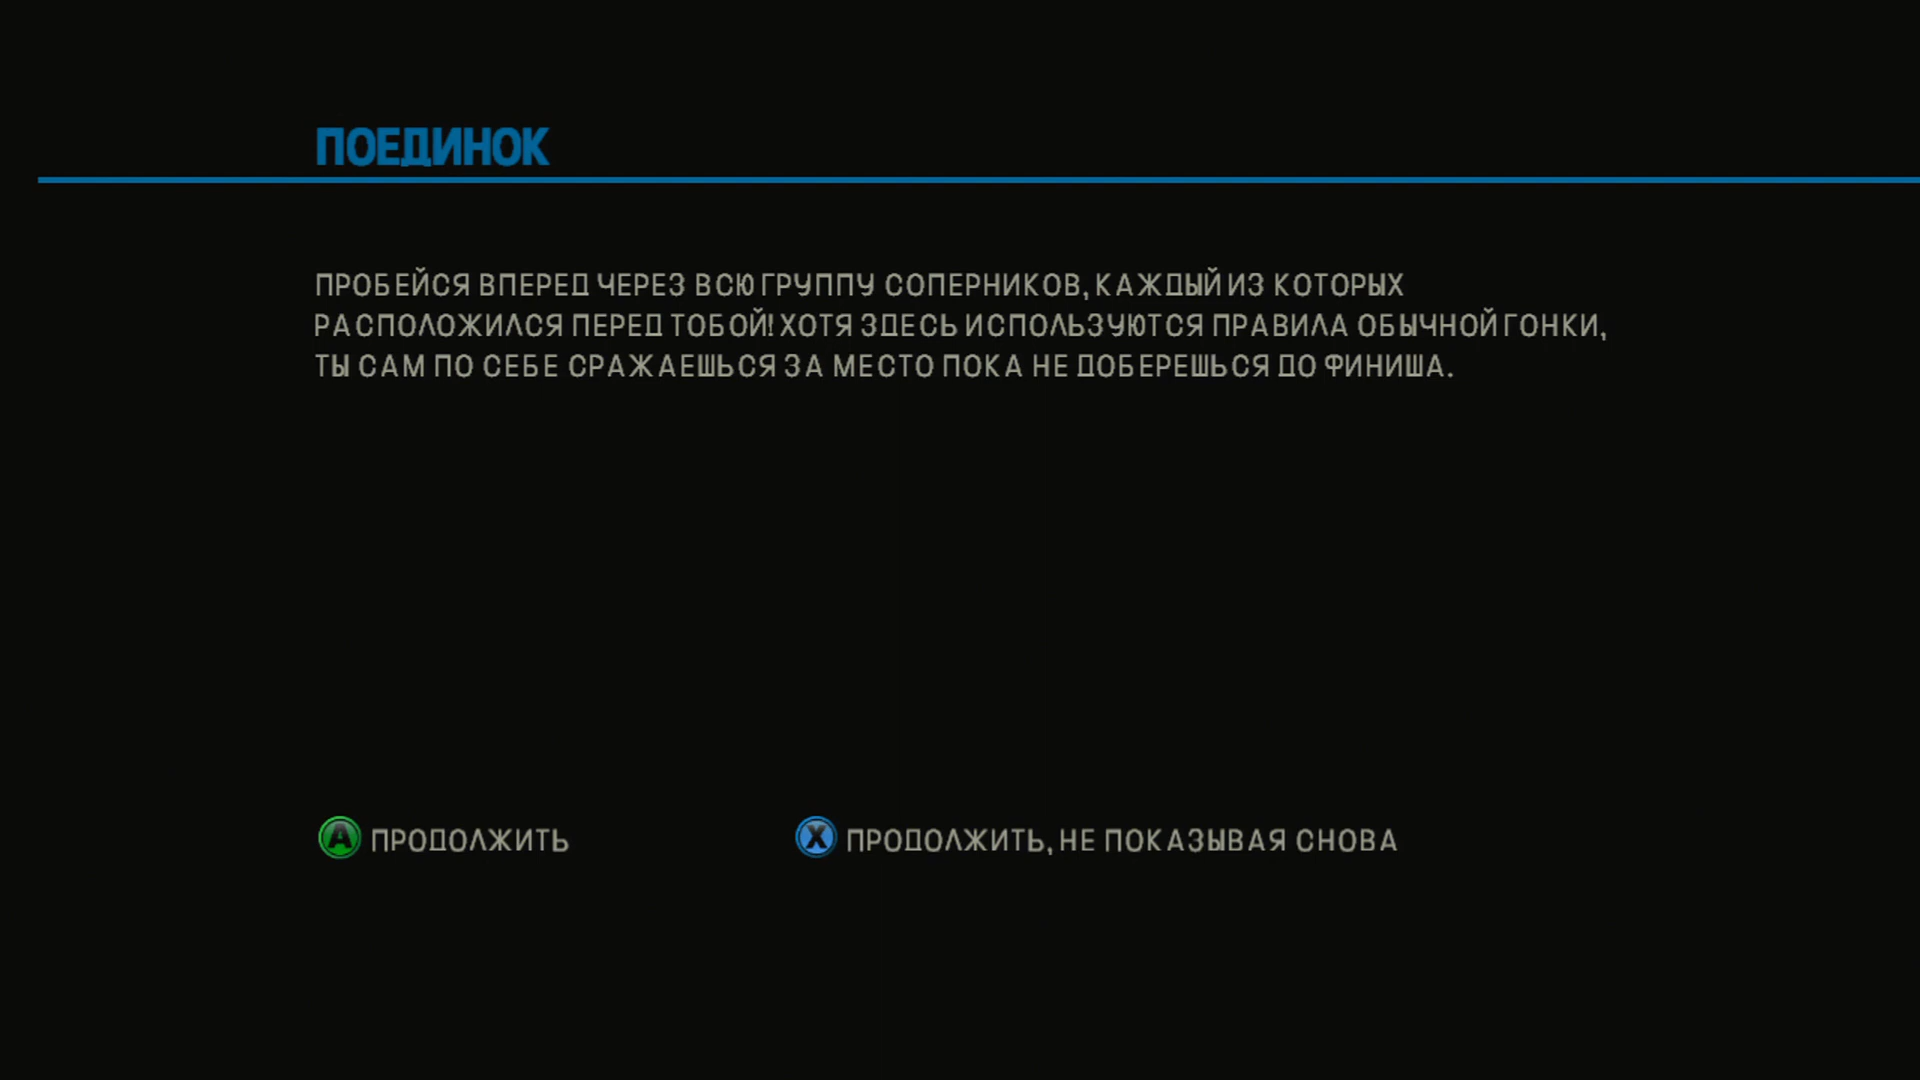 ПОЕДИНОК
ПРОБЕЙСЯ ВПЕРЕД ЧЕРЕЗ ВСЮ ГРУППУ СОПЕРНИКОВ, КАЖДЫЙ ИЗ КОТОРЫХ
РАСПОЛОЖИЛСЯ ПЕРЕД ТОБОЙ! ХОТЯ ЗДЕСЬ ИСПОЛЬЗУЮТСЯ ПРАВИЛА ОБЫЧНОЙ ГОНКИ,
ТЫ САМ ПО СЕБЕ СРАЖАЕШЬСЯ ЗА МЕСТО ПОКА НЕ ДОБЕРЕШЬСЯ ДО ФИНИША.
A ПРОДОЛЖИТЬ
X ПРОДОЛЖИТЬ, НЕ ПОКАЗЫВАЯ СНОВА